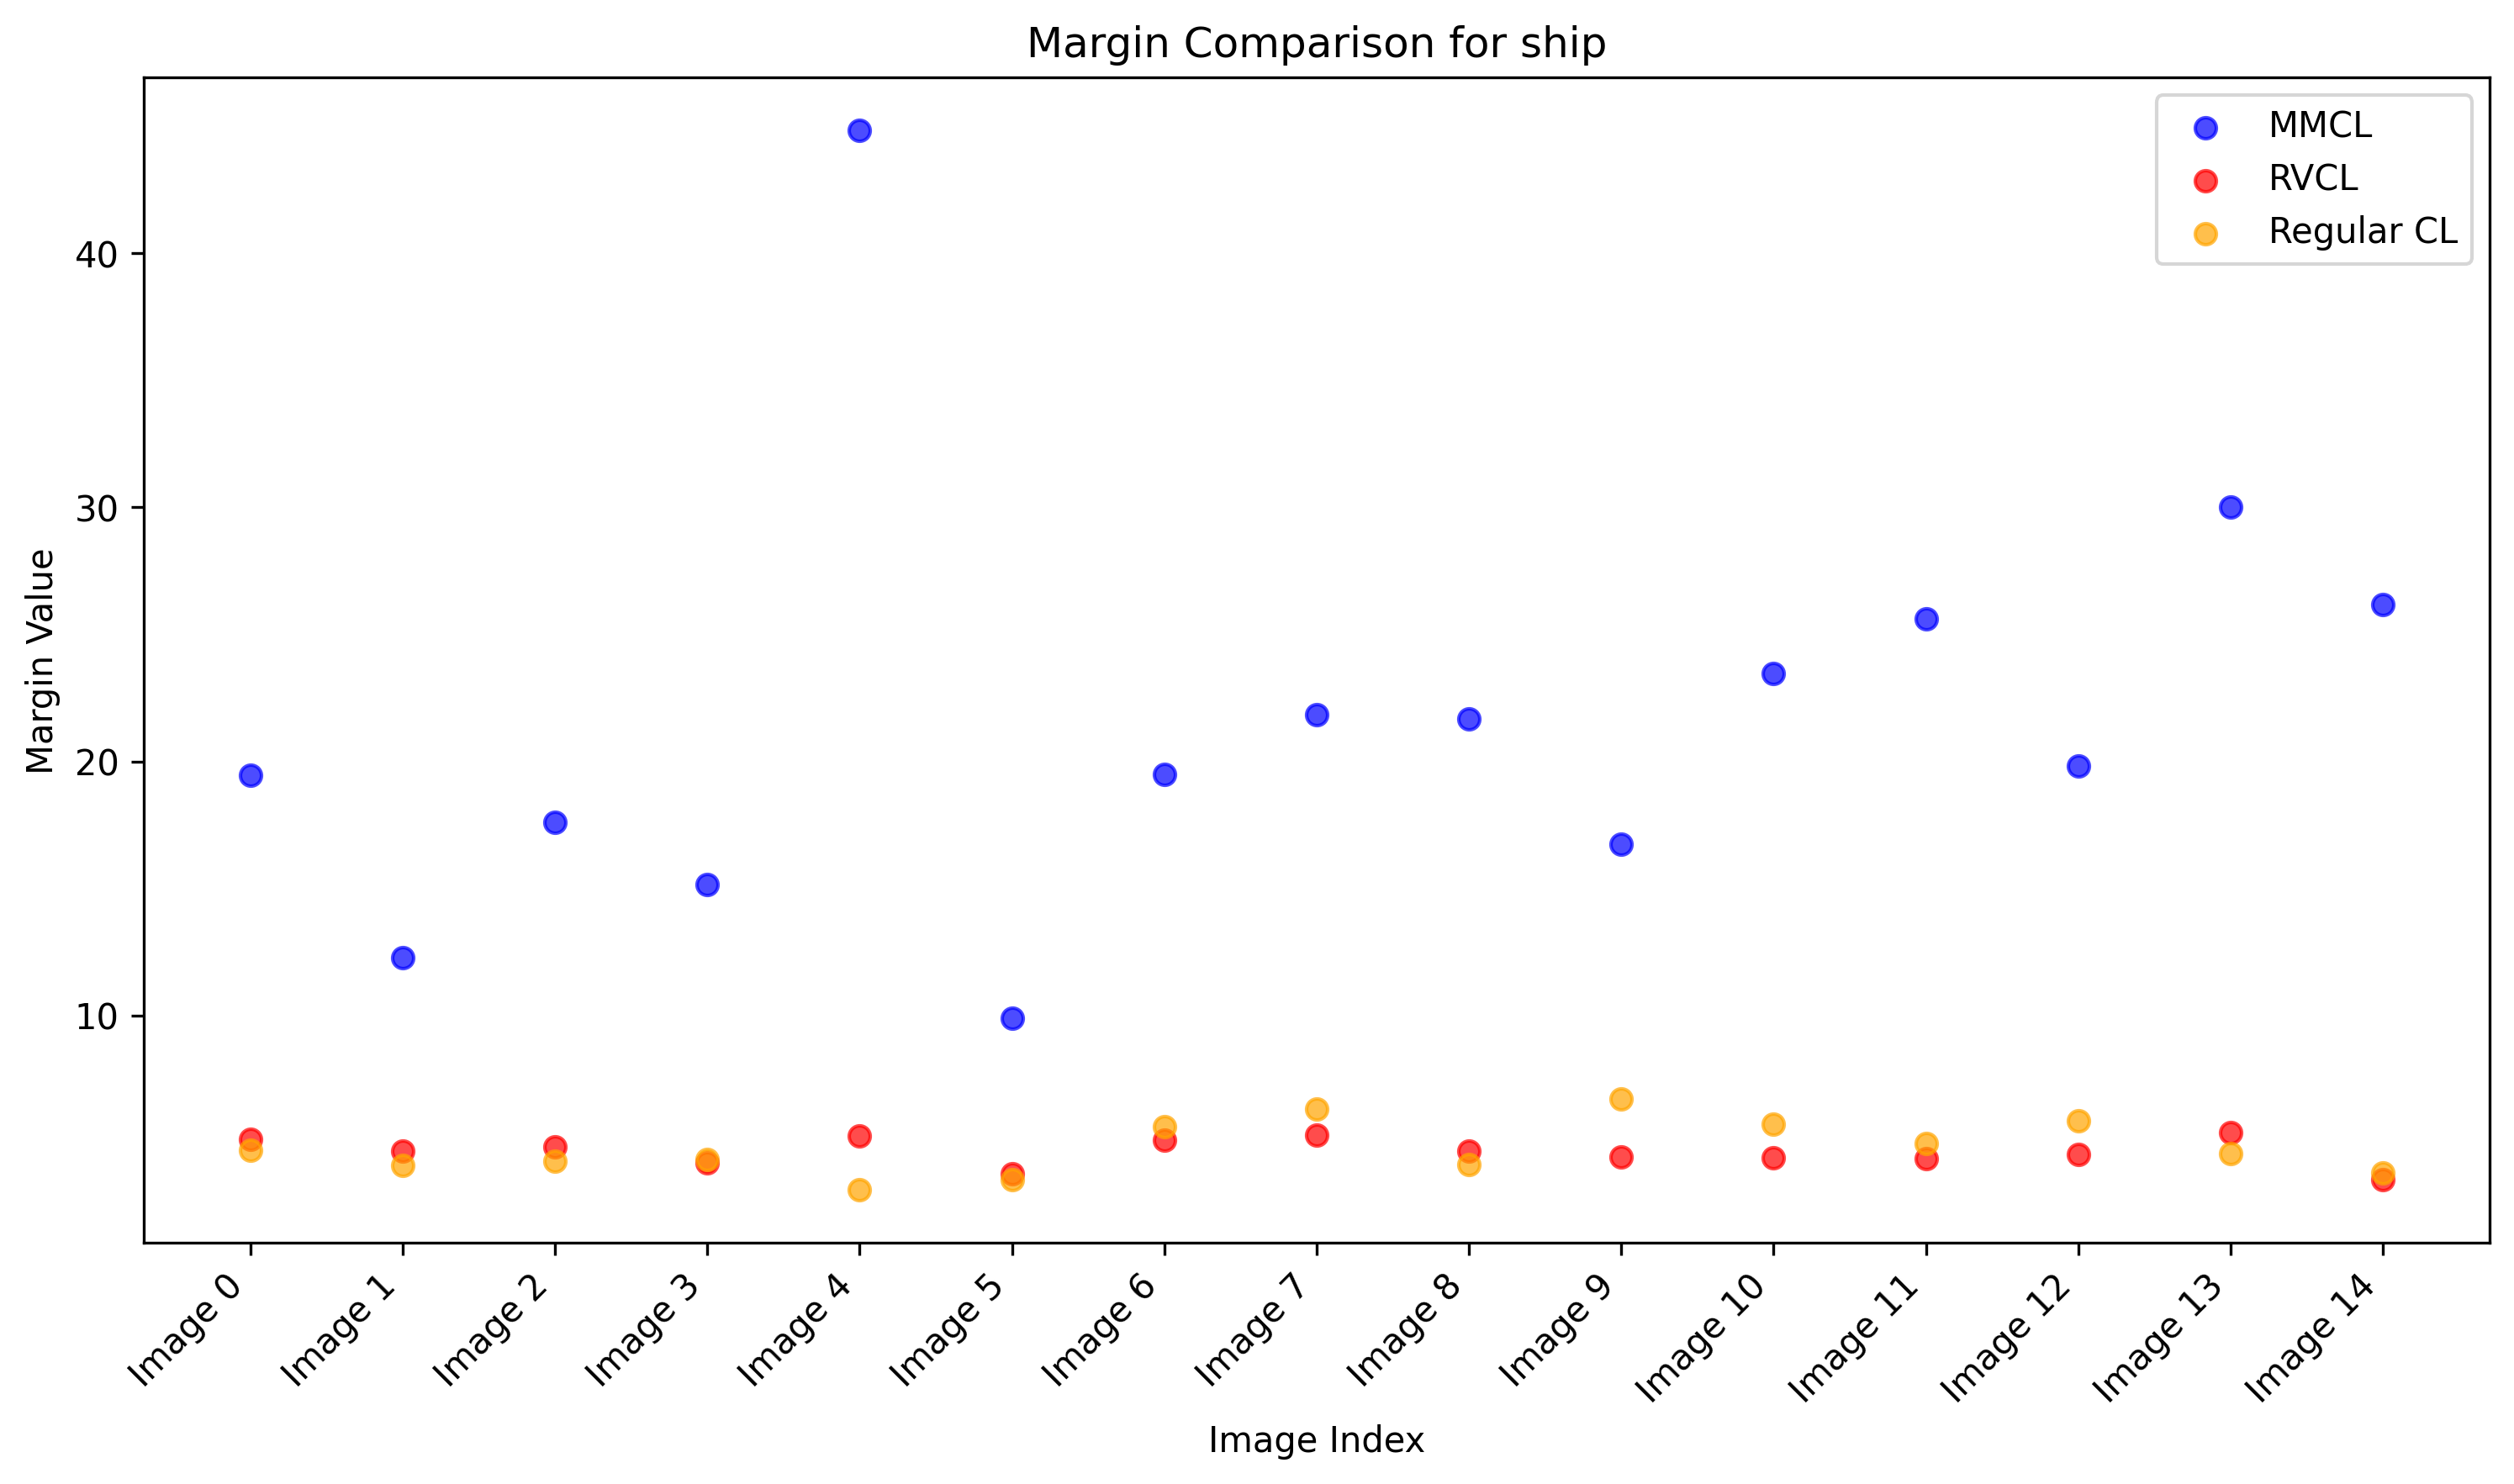 Margin Comparison for ship
MMCL
RVCL
Regular CL
Margin Value
40
30
20
10
Image 0
Image 1
Image 2
Image 3
Image 4
Image 5
Image 6
Image 7
Image 8
Image 9
Image 10
Image 11
Image 12
Image 13
Image 14
Image Index